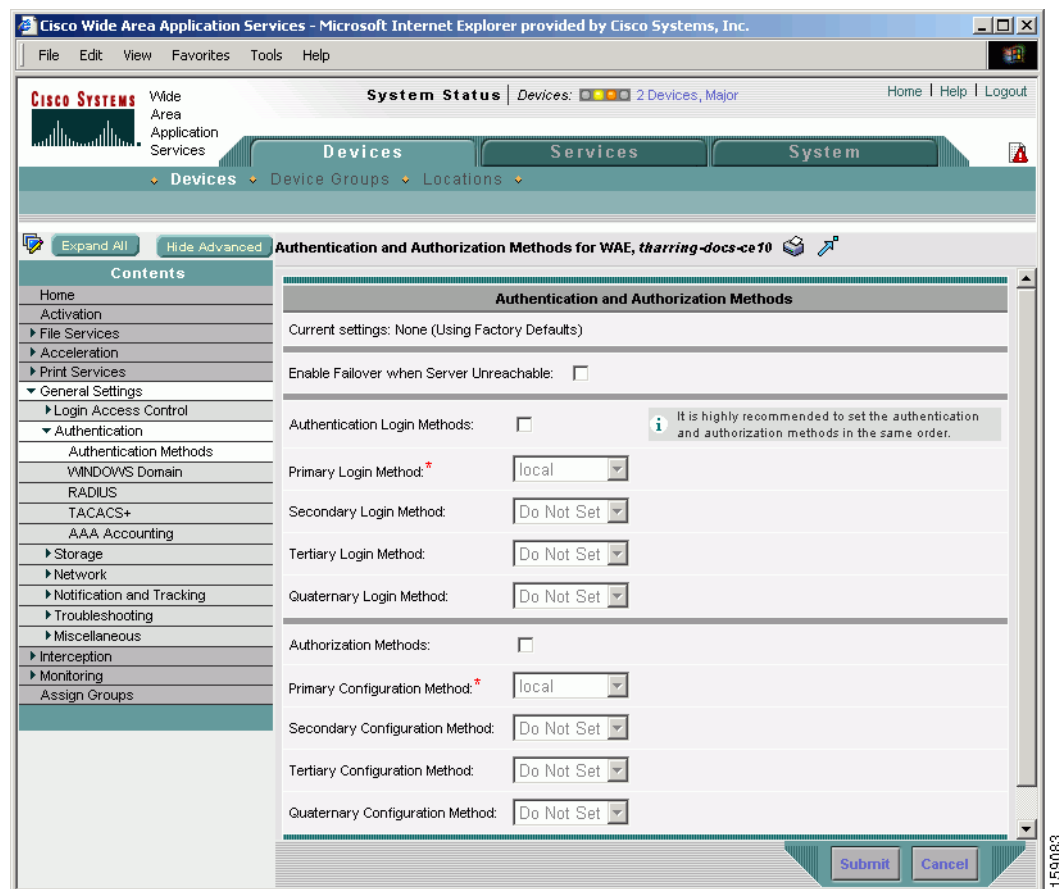 Cisco Wide Area Application Services - Microsoft Internet Explorer provided by Cisco Systems, Inc.
File Edit View Favorites Tools Help
CISCO SYSTEMS
Wide
Area
Application
Services
System Status | Devices: 2 Devices, Major
Home | Help | Logout
Devices Services System
Devices Device Groups Locations
Expand All Hide Advanced
Authentication and Authorization Methods for WAE, tharring-docs-ce10
Contents
Home
Activation
File Services
Acceleration
Print Services
General Settings
Login Access Control
Authentication
Authentication Methods
WINDOWS Domain
RADIUS
TACACS+
AAA Accounting
Storage
Network
Notification and Tracking
Troubleshooting
Miscellaneous
Interception
Monitoring
Assign Groups
Authentication and Authorization Methods
Current settings: None (Using Factory Defaults)
Enable Failover when Server Unreachable:
Authentication Login Methods:
i It is highly recommended to set the authentication
and authorization methods in the same order.
Primary Login Method:* local
Secondary Login Method: Do Not Set
Tertiary Login Method: Do Not Set
Quaternary Login Method: Do Not Set
Authorization Methods:
Primary Configuration Method:* local
Secondary Configuration Method: Do Not Set
Tertiary Configuration Method: Do Not Set
Quaternary Configuration Method: Do Not Set
Submit Cancel
159083